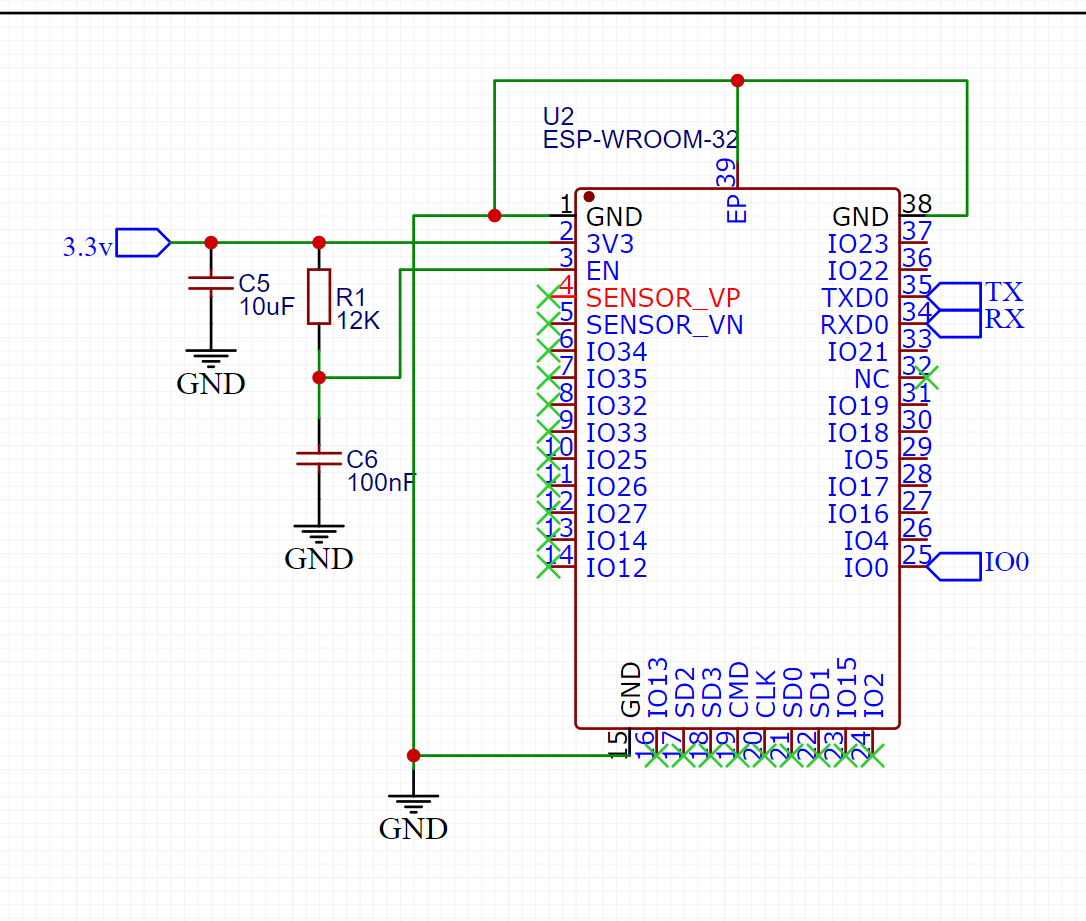 U2
ESP-WROOM-32
39
EP
3.3v
C5
10uF
GND
R1
12K
C6
100nF
GND
GND
1 GND
2 3V3
3 EN
4 SENSOR_VP
5 SENSOR_VN
6 IO34
7 IO35
8 IO32
9 IO33
10 IO25
11 IO26
12 IO27
13 IO14
14 IO12
GND 38
IO23 37
IO22 36
TXD0 35 TX
RXD0 34 RX
IO21 33
NC 32
IO19 31
IO18 30
IO5 29
IO17 28
IO16 27
IO4 26
IO0 25 IO0
GND 15
IO13 16
SD2 17
SD3 18
CMD 19
CLK 20
SD0 21
SD1 22
IO15 23
IO2 24